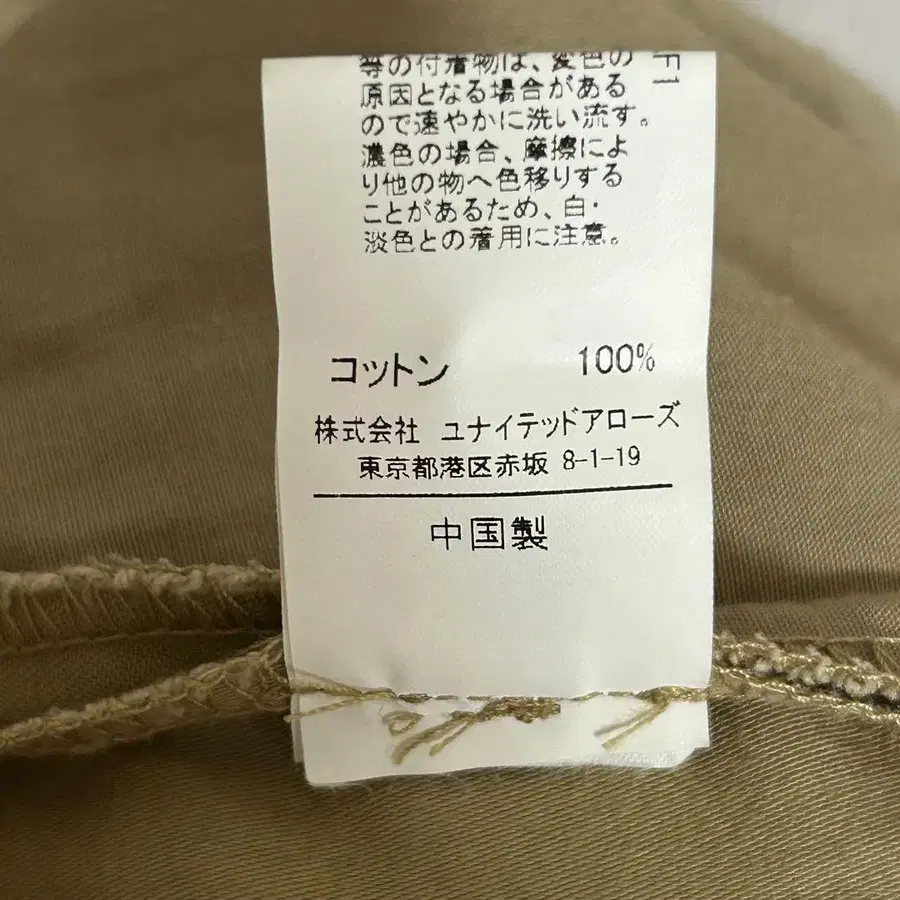 等の付着物は、変色の
原因となる場合がある
ので速やかに洗い流す。
濃色の場合、摩擦によ
り他の物へ色移りする
ことがあるため、白・
淡色との着用に注意。
F1
コットン 100%
株式会社 ユナイテッドアローズ
東京都港区赤坂 8-1-19
中国製